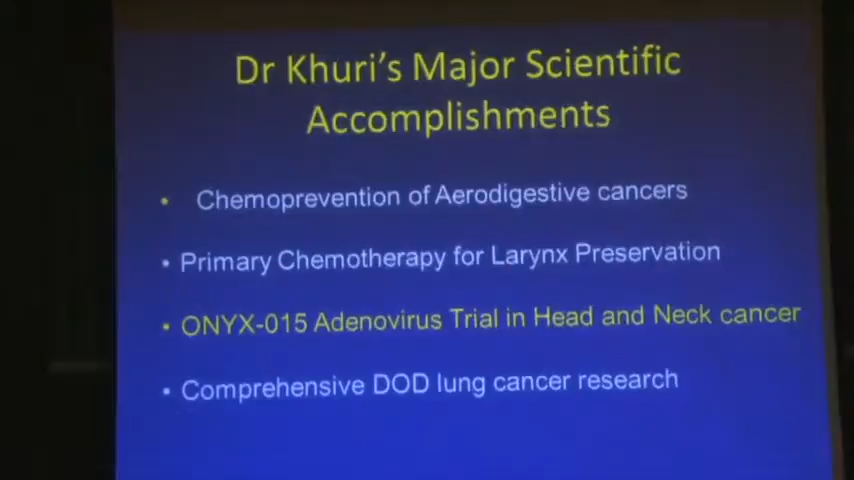 Dr Khuri's Major Scientific
Accomplishments
• Chemoprevention of Aerodigestive cancers
• Primary Chemotherapy for Larynx Preservation
• ONYX-015 Adenovirus Trial in Head and Neck cancer
• Comprehensive DOD lung cancer research